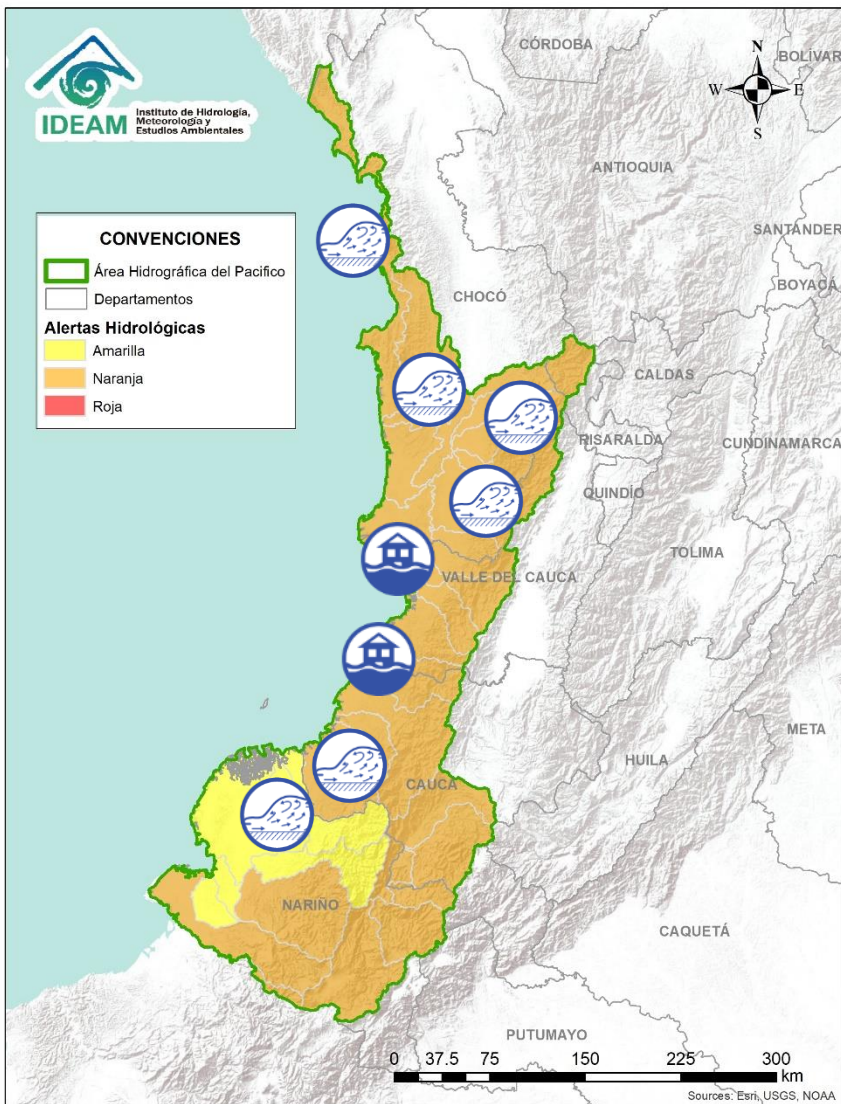 IDEAM
Instituto de Hidrología,
Meteorología y
Estudios Ambientales
CÓRDOBA
BOLÍVAR
N
W
E
S
ANTIOQUIA
SANTANDER
BOYACÁ
CONVENCIONES
Área Hidrográfica del Pacifico
Departamentos
Alertas Hidrológicas
Amarilla
Naranja
Roja
CHOCÓ
CALDAS
RISARALDA
CUNDINAMARCA
QUINDÍO
TOLIMA
VALLE DEL CAUCA
META
HUILA
CAUCA
NARIÑO
CAQUETÁ
PUTUMAYO
0 37.5 75 150 225 300
km
Sources: Esri, USGS, NOAA